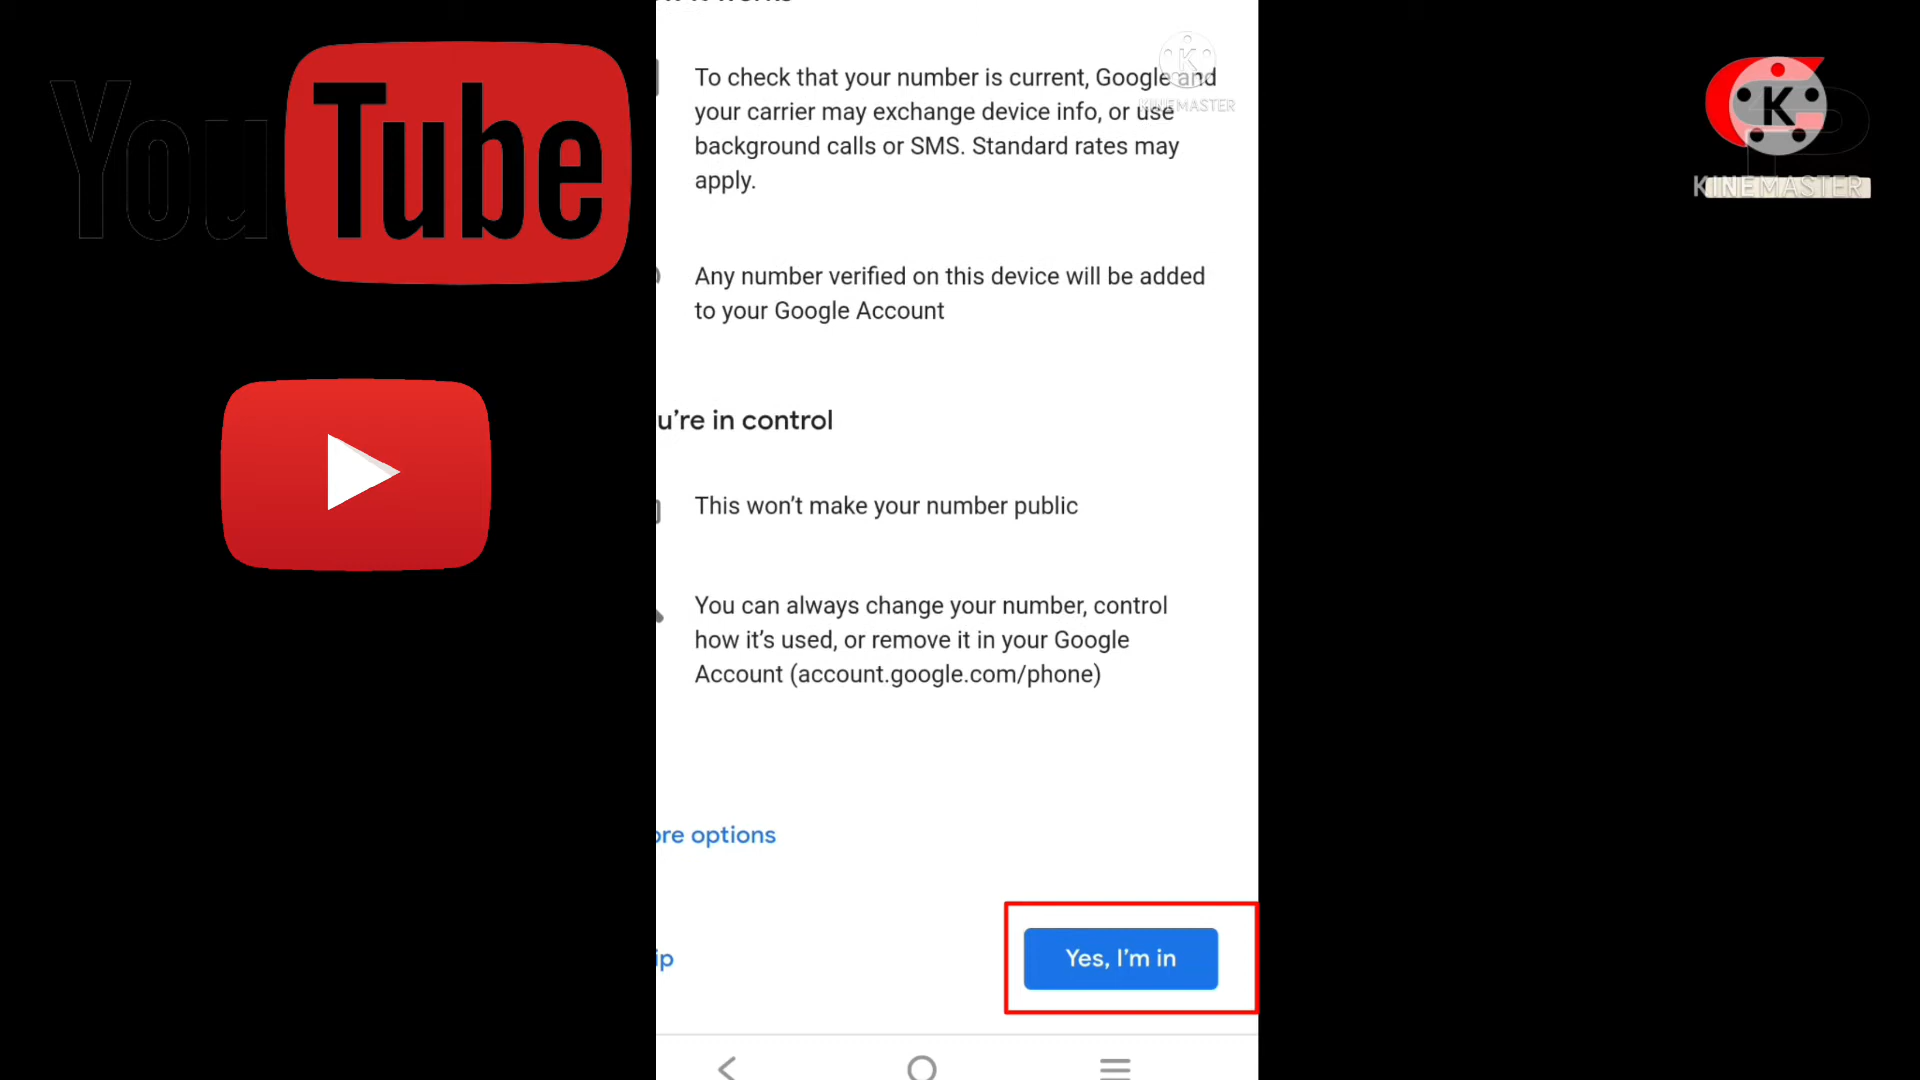 YouTube
To check that your number is current, Google and
your carrier may exchange device info, or use
background calls or SMS. Standard rates may
apply.
Any number verified on this device will be added
to your Google Account
u’re in control
This won’t make your number public
You can always change your number, control
how it’s used, or remove it in your Google
Account (account.google.com/phone)
ore options
ip
Yes, I’m in
K
KINEMASTER
K
KINEMASTER